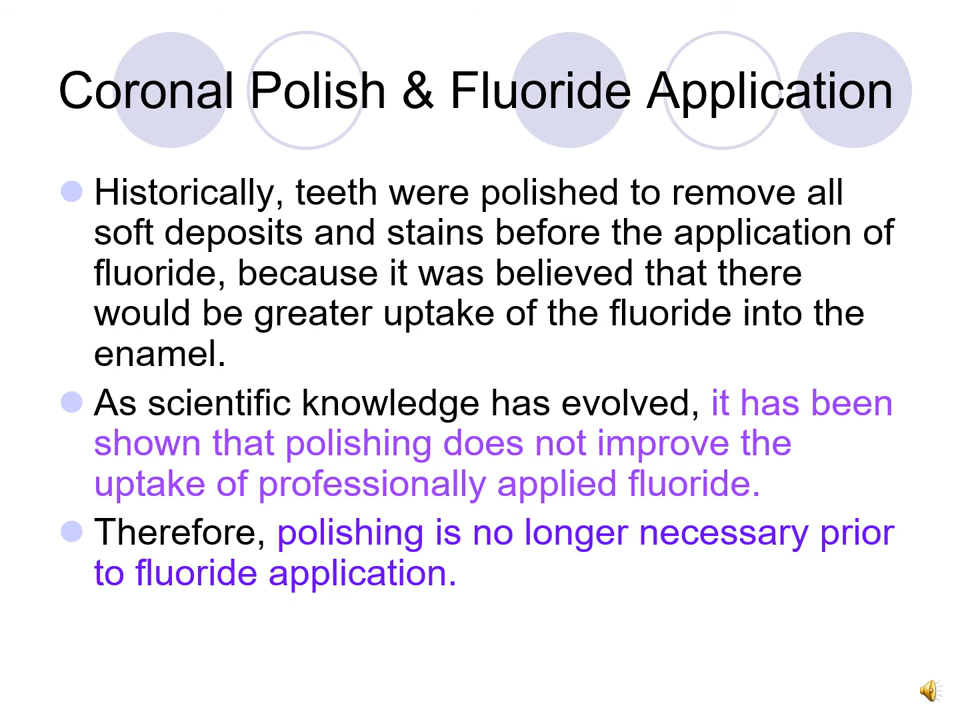 Coronal Polish & Fluoride Application
Historically, teeth were polished to remove all
soft deposits and stains before the application of
fluoride, because it was believed that there
would be greater uptake of the fluoride into the
enamel.
As scientific knowledge has evolved, it has been
shown that polishing does not improve the
uptake of professionally applied fluoride.
Therefore, polishing is no longer necessary prior
to fluoride application.